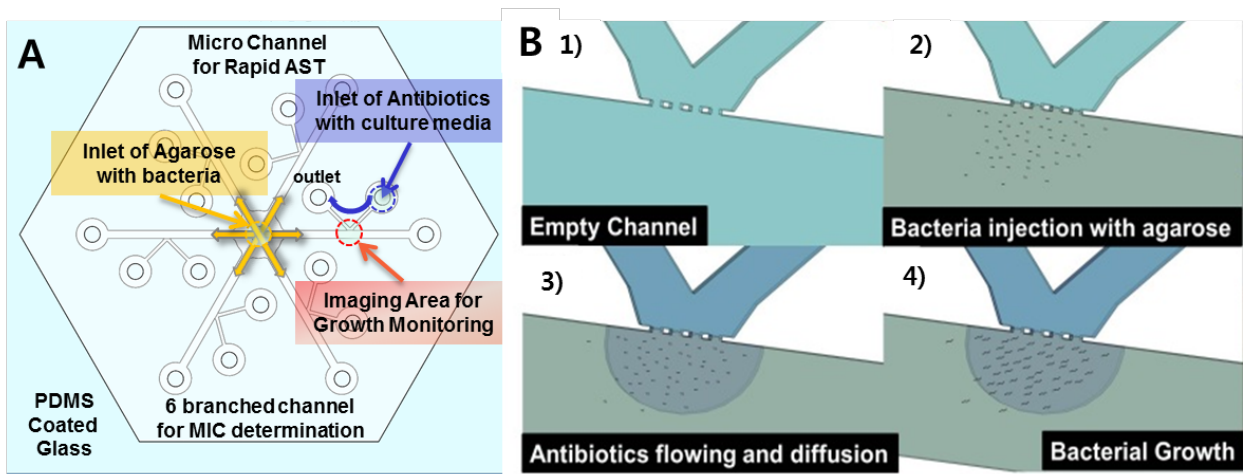 A
Micro Channel
for Rapid AST
Inlet of Antibiotics
with culture media
Inlet of Agarose
with bacteria
outlet
Imaging Area for
Growth Monitoring
PDMS
Coated
Glass
6 branched channel
for MIC determination
B
1)
Empty Channel
2)
Bacteria injection with agarose
3)
Antibiotics flowing and diffusion
4)
Bacterial Growth